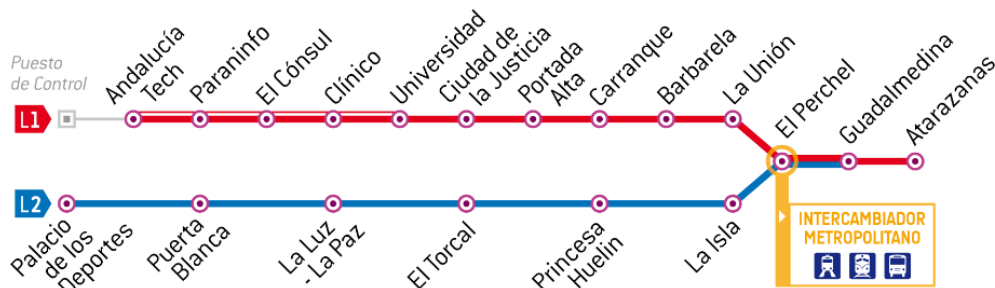 Puesto
de Control
Andalucía
Tech
Paraninfo
El Cónsul
Clínico
Universidad
Ciudad de
la Justicia
Portada
Alta
Carranque
Barbarela
La Unión
El Perchel
Guadalmedina
Atarazanas
L1
L2
Palacio
de los
Deportes
Puerta
Blanca
La Luz
- La Paz
El Torcal
Princesa
Huelin
La Isla
INTERCAMBIADOR
METROPOLITANO